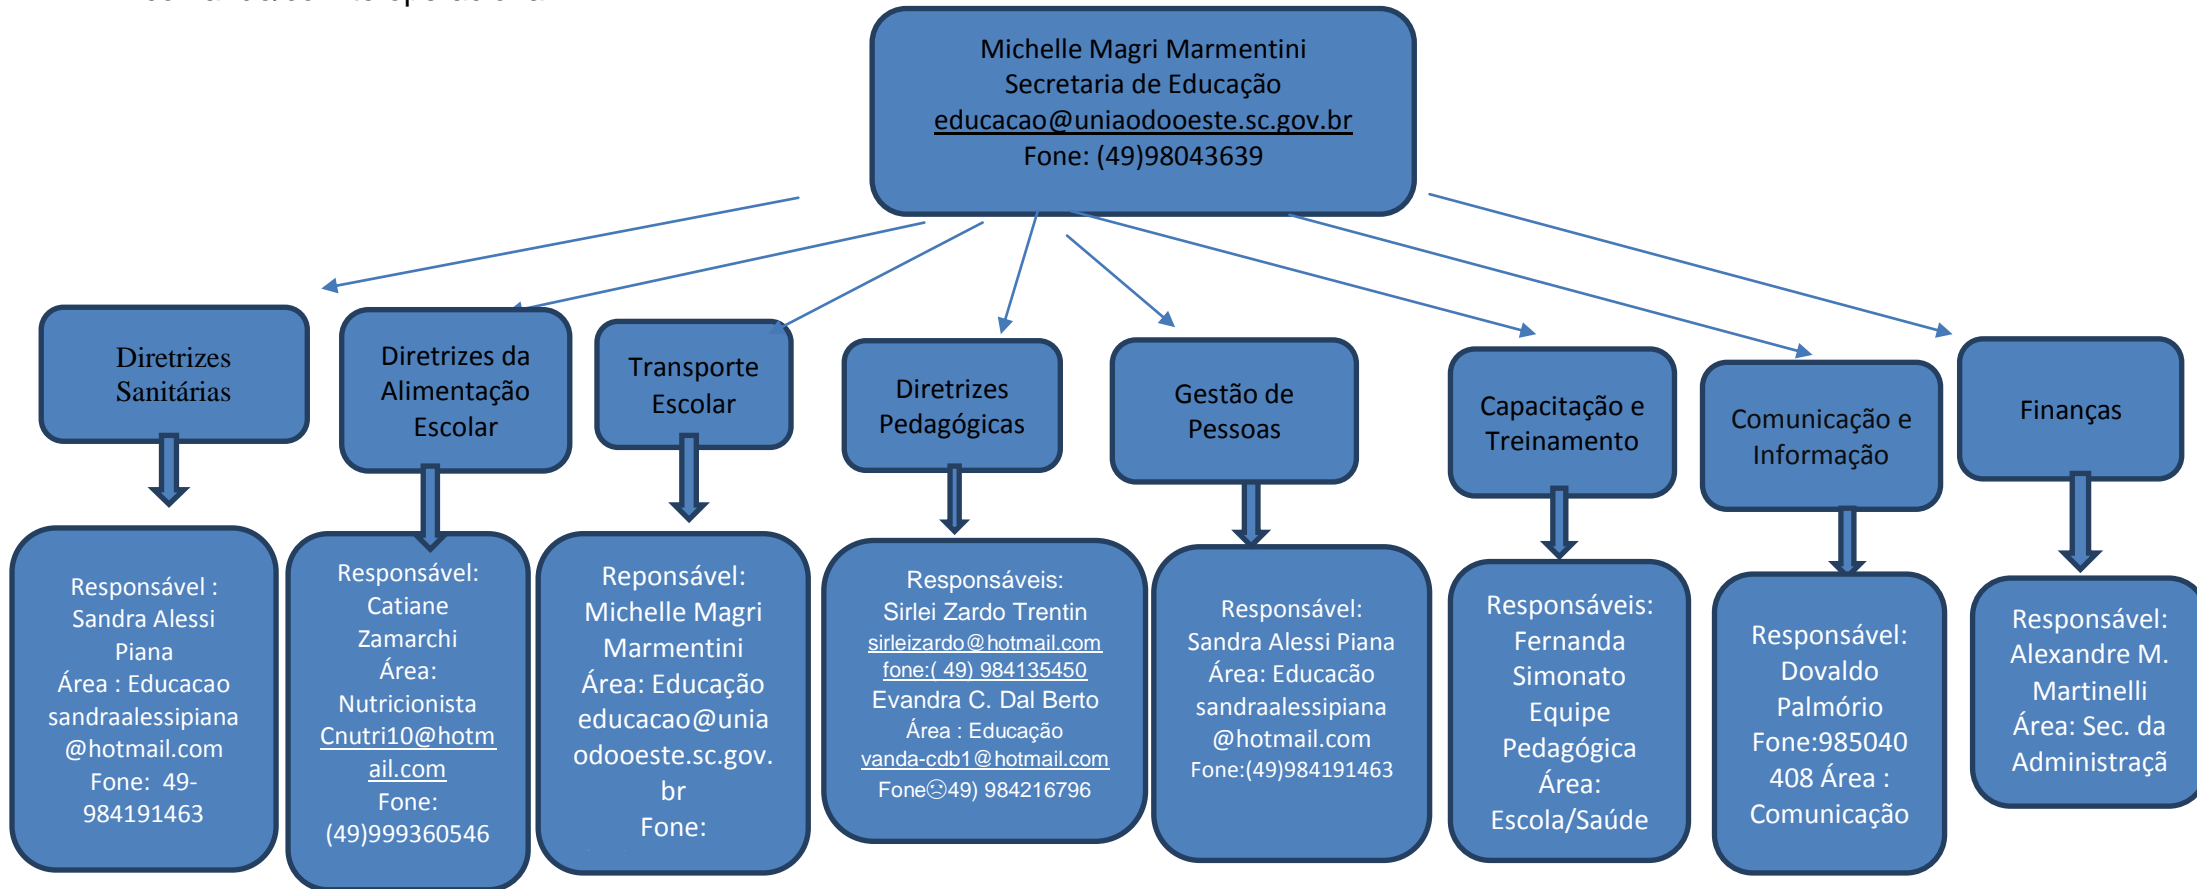 Michelle Magri Marmentini
Secretaria de Educação
educacao@uniaodooeste.sc.gov.br
Fone: (49)98043639
Diretrizes
Sanitárias
Diretrizes da
Alimentação
Escolar
Transporte
Escolar
Diretrizes
Pedagógicas
Gestão de
Pessoas
Capacitação e
Treinamento
Comunicação e
Informação
Finanças
Responsável :
Sandra Alessi
Piana
Área : Educacao
sandraalessipiana
@hotmail.com
Fone: 49-
984191463
Responsável:
Catiane
Zamarchi
Área:
Nutricionista
Cnutri10@hotm
ail.com
Fone:
(49)999360546
Reponsável:
Michelle Magri
Marmentini
Área: Educação
educacao@unia
odooeste.sc.gov.
br
Fone:
Responsáveis:
Sirlei Zardo Trentin
sirleizardo@hotmail.com
fone:( 49) 984135450
Evandra C. Dal Berto
Área : Educação
vanda-cdb1@hotmail.com
Fone☹49) 984216796
Responsável:
Sandra Alessi Piana
Área: Educacão
sandraalessipiana
@hotmail.com
Fone:(49)984191463
Responsáveis:
Fernanda
Simonato
Equipe
Pedagógica
Área:
Escola/Saúde
Responsável:
Dovaldo
Palmório
Fone:985040
408 Área :
Comunicação
Responsável:
Alexandre M.
Martinelli
Área: Sec. da
Administraçã